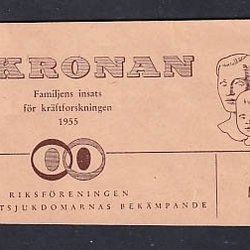 KRONAN
Familjens insats
för kräftforskningen
1955
RIKSFÖRENINGEN
TSJUKDOMARNAS BEKÄMPANDE